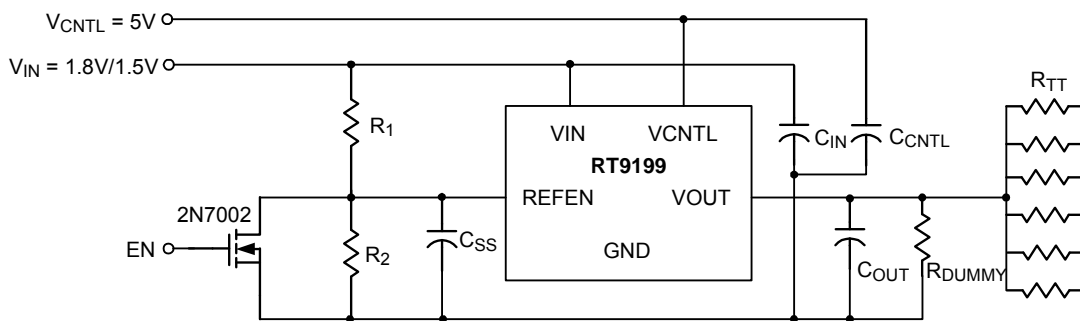 VCNTL = 5V
VIN = 1.8V/1.5V
RTT
R1
VIN VCNTL
CIN
CCNTL
RT9199
2N7002
REFEN VOUT
EN
R2
CSS
GND
COUT
RDUMMY